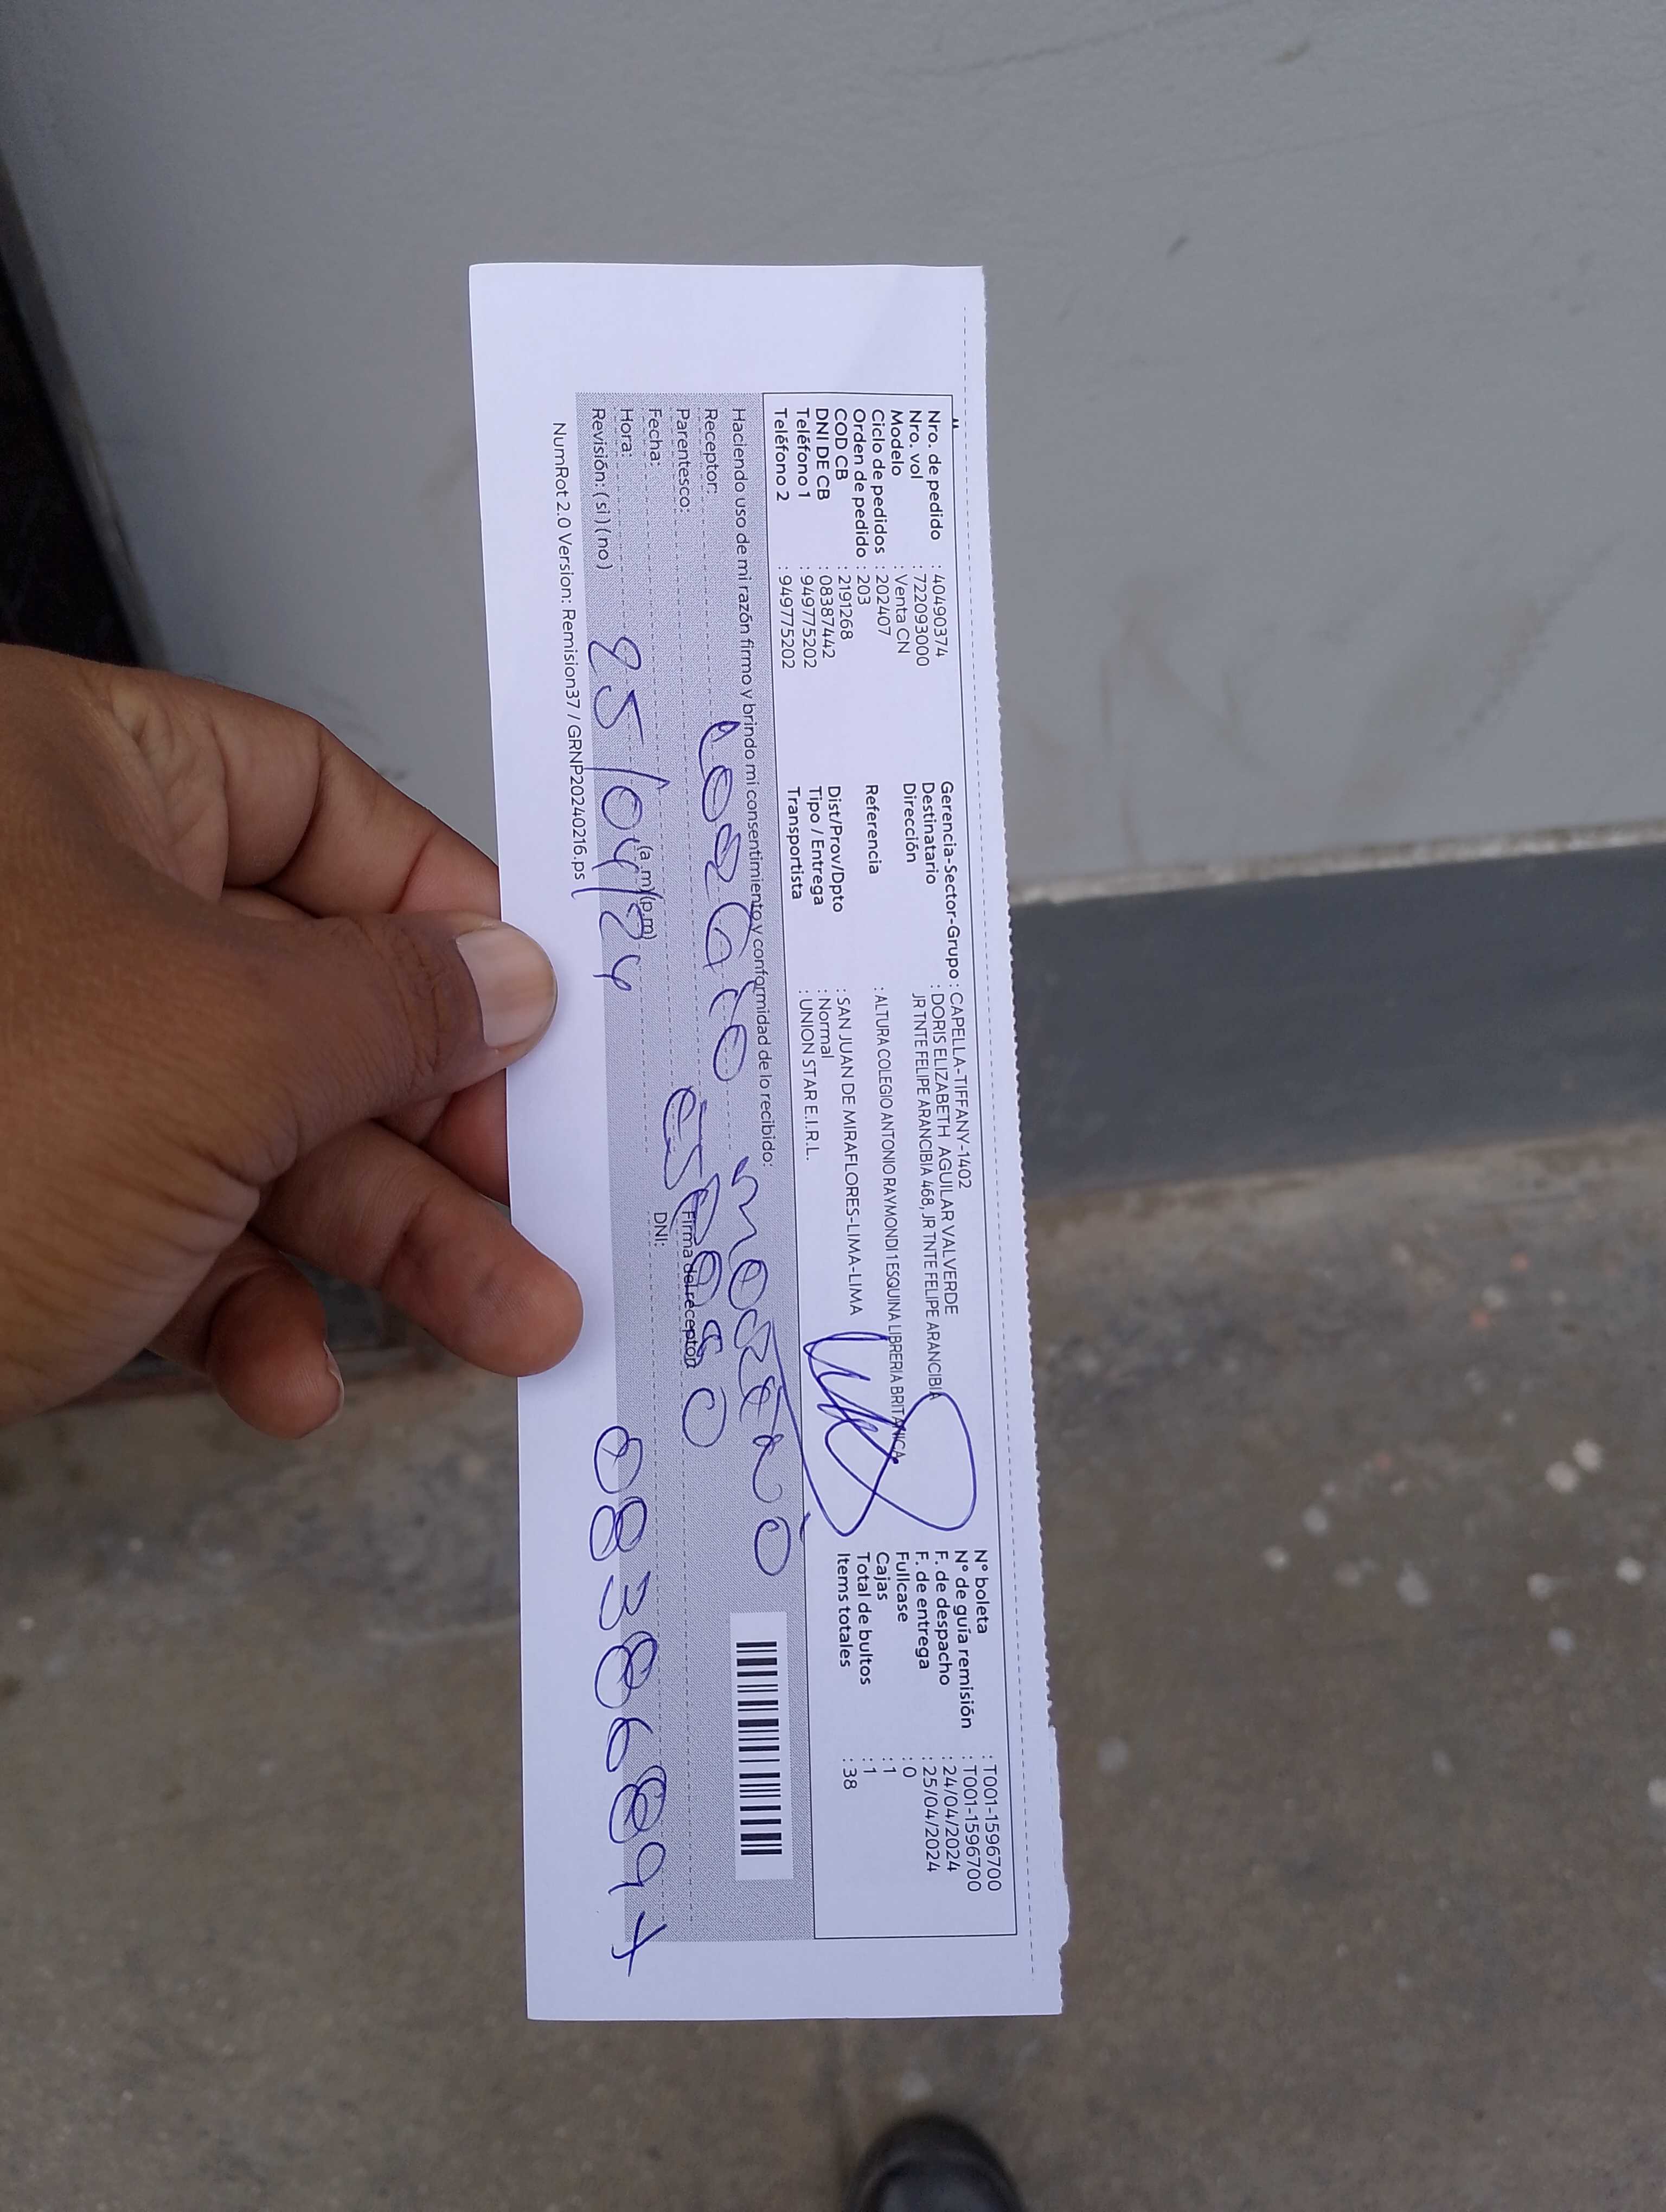 Nro. de pedido : 40490374
Nro. vol : 722093000
Modelo : Venta CN
Ciclo de pedidos : 202407
Orden de pedido : 203
COD CB : 2191268
DNI DE CB : 08387442
Teléfono 1 : 949775202
Teléfono 2 : 949775202
Gerencia-Sector-Grupo : CAPELLA-TIFFANY-1402
Destinatario : DORIS ELIZABETH AGUILAR VALVERDE
Dirección JR TNTE FELIPE ARANCIBIA 468, JR TNTE FELIPE ARANCIBIA
Referencia : ALTURA COLEGIO ANTONIO RAYMONDI 1 ESQUINA LIBRERIA BRITANICA.
Dist/Prov/Dpto : SAN JUAN DE MIRAFLORES-LIMA-LIMA
Tipo / Entrega : Normal
Transportista : UNION STAR E.I.R.L.
N° boleta : T001-1596700
N° de guía remisión : T001-1596700
F. de despacho : 24/04/2024
F. de entrega : 25/04/2024
Fullcase : 0
Cajas : 1
Total de bultos : 1
Items totales : 38
Haciendo uso de mi razón firmo y brindo mi consentimiento y conformidad de lo recibido:
Receptor: moreno
Parentesco: esposo
Fecha: 25/04/24
Hora: (a.m)(p.m)
Revisión: (si) (no)
Firma del receptor
DNI: 08386897
NumRot 2.0 Version: Remision37 / GRNP20240216.ps